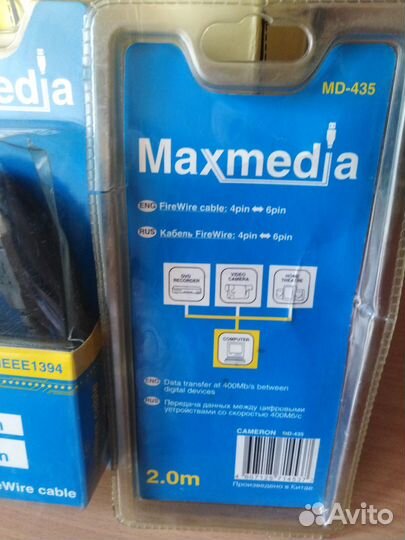 media
IEEE1394
FireWire cable
MD-435
Maxmedia
ENG FireWire cable: 4pin ⇔ 6pin
RUS Кабель FireWire: 4pin ⇔ 6pin
DVD RECORDER
VIDEO CAMERA
HOME THEATRE
COMPUTER
ENG Data transfer at 400Mb/s between
digital devices
RUS Передача данных между цифровыми
устройствами со скоростью 400Мб/с
CAMERON MD-435
2.0m
Произведено в Китае
Avito